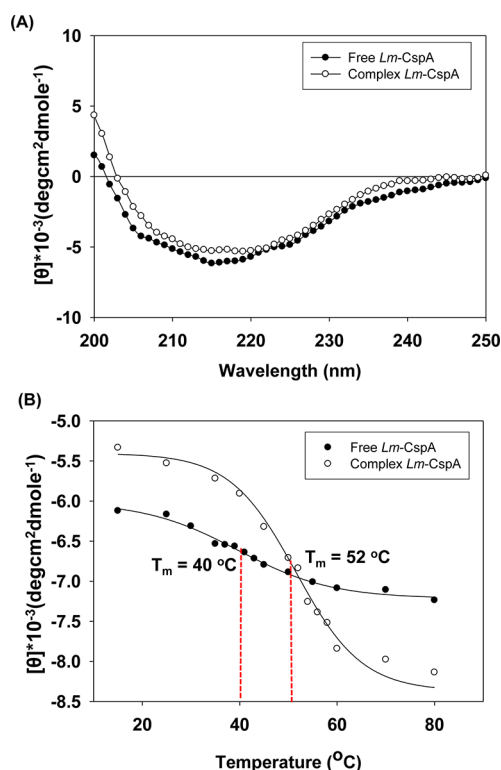 (A)
10
5
0
-5
-10
[θ]*10⁻³(degcm²dmole⁻¹)
Free Lm-CspA
Complex Lm-CspA
200 210 220 230 240 250
Wavelength (nm)
(B)
-5.0
-5.5
-6.0
-6.5
-7.0
-7.5
-8.0
-8.5
[θ]*10⁻³(degcm²dmole⁻¹)
Free Lm-CspA
Complex Lm-CspA
Tₘ = 40 ºC
Tₘ = 52 ºC
20 40 60 80
Temperature (ºC)